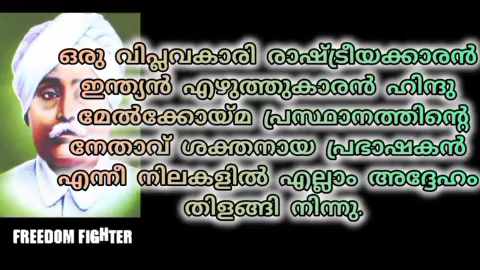 ഒരു വിപ്ലവകാരി രാഷ്ട്രീയക്കാരൻ
ഇന്ത്യൻ എഴുത്തുകാരൻ ഹിന്ദു
മേൽക്കോയ്മ പ്രസ്ഥാനത്തിന്റെ
നേതാവ് ശക്തനായ പ്രഭാഷകൻ
എന്നീ നിലകളിൽ എല്ലാം അദ്ദേഹം
തിളങ്ങി നിന്നു.
FREEDOM FIGHTER